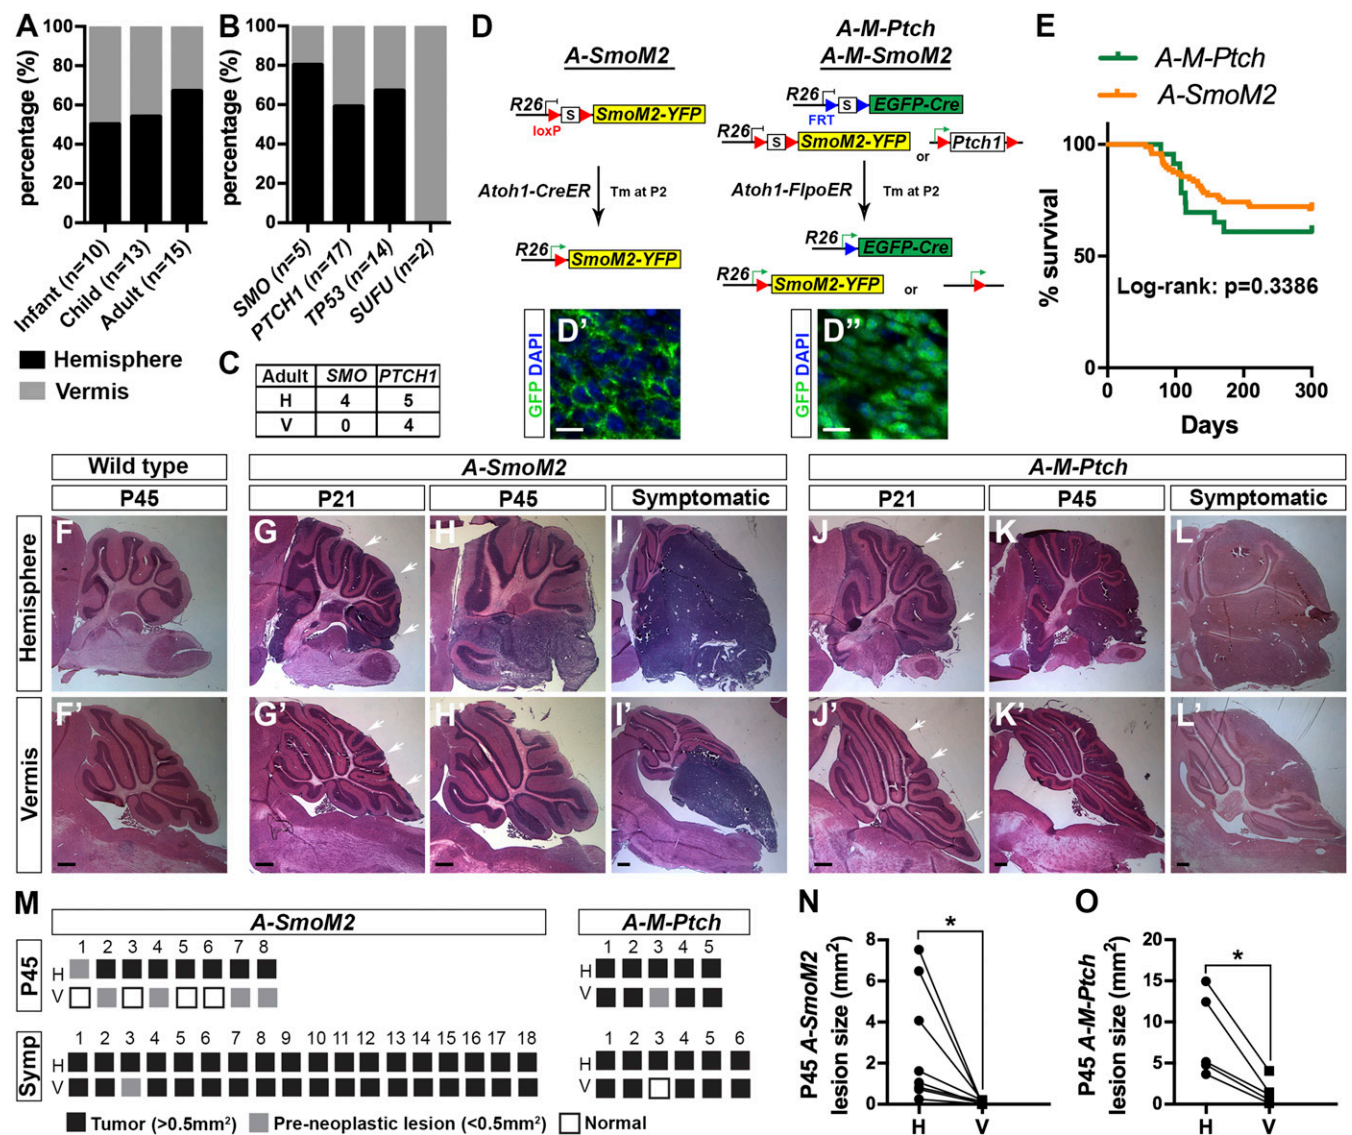 A
percentage (%)
100
80
60
40
20
0
Infant (n=10)
Child (n=13)
Adult (n=15)
Hemisphere
Vermis
B
percentage (%)
100
80
60
40
20
0
SMO (n=5)
PTCH1 (n=17)
TP53 (n=14)
SUFU (n=2)
C
Adult SMO PTCH1
H 4 5
V 0 4
D
A-SmoM2
R26 S SmoM2-YFP
loxP
Atoh1-CreER Tm at P2
R26 SmoM2-YFP
A-M-Ptch
A-M-SmoM2
R26 S EGFP-Cre
FRT
R26 S SmoM2-YFP or Ptch1
Atoh1-FlpoER Tm at P2
R26 EGFP-Cre
R26 SmoM2-YFP or
D'
GFP DAPI
D''
GFP DAPI
E
A-M-Ptch
A-SmoM2
% survival
100
50
0
Log-rank: p=0.3386
0 100 200 300
Days
Wild type A-SmoM2 A-M-Ptch
P45 P21 P45 Symptomatic P21 P45 Symptomatic
Hemisphere
F G H I J K L
Vermis
F' G' H' I' J' K' L'
M
A-SmoM2 A-M-Ptch
P45
1 2 3 4 5 6 7 8 1 2 3 4 5
H H
V V
Symp
1 2 3 4 5 6 7 8 9 10 11 12 13 14 15 16 17 18 1 2 3 4 5 6
H H
V V
Tumor (>0.5mm²) Pre-neoplastic lesion (<0.5mm²) Normal
N
P45 A-SmoM2
lesion size (mm²)
8
6
4
2
0
*
H V
O
P45 A-M-Ptch
lesion size (mm²)
20
15
10
5
0
*
H V